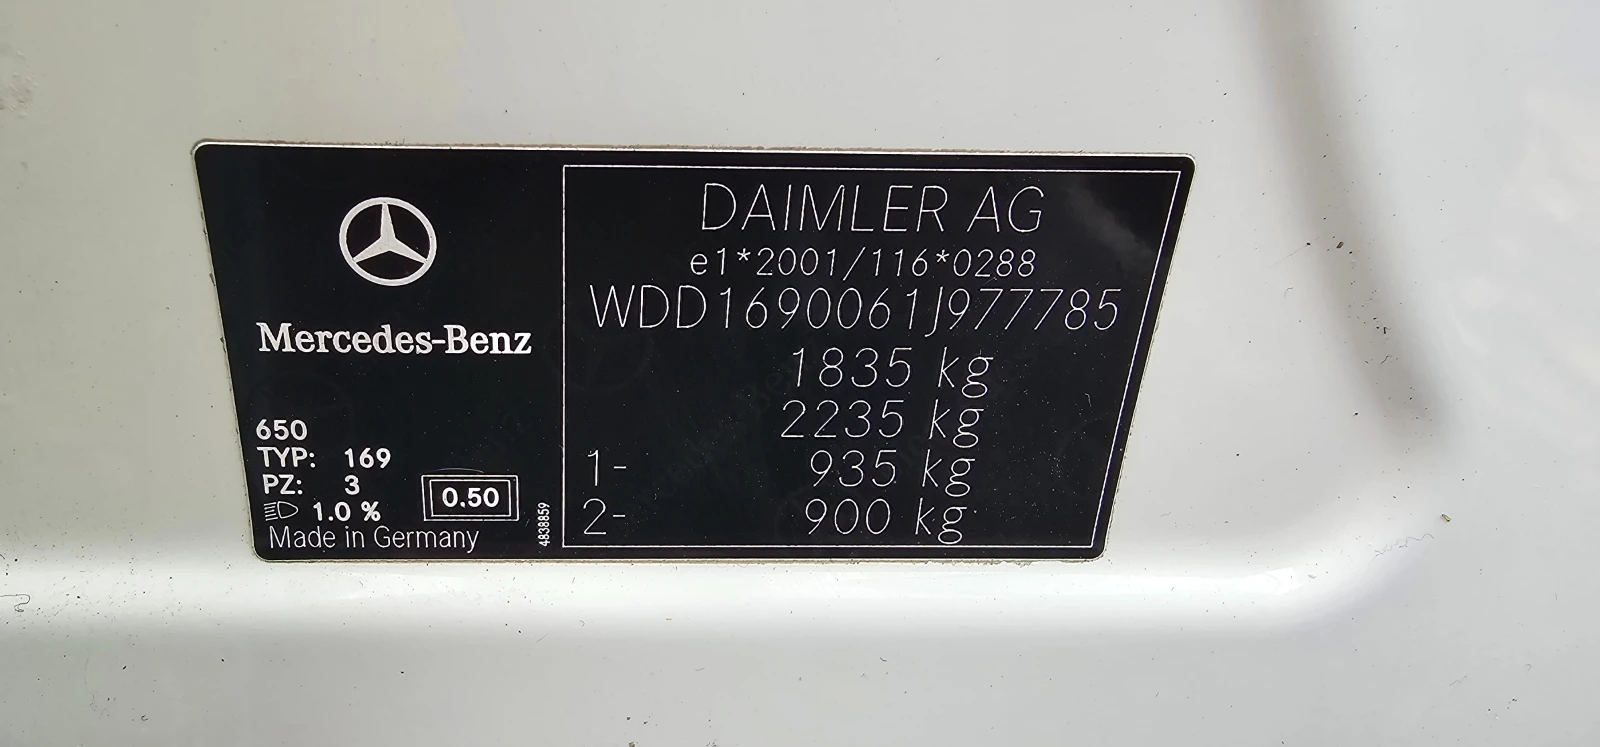 Mercedes-Benz
650
TYP: 169
PZ: 3
1.0 %
0.50
Made in Germany
4838859
DAIMLER AG
e1*2001/116*0288
WDD1690061J977785
1835 kg
2235 kg
1- 935 kg
2- 900 kg